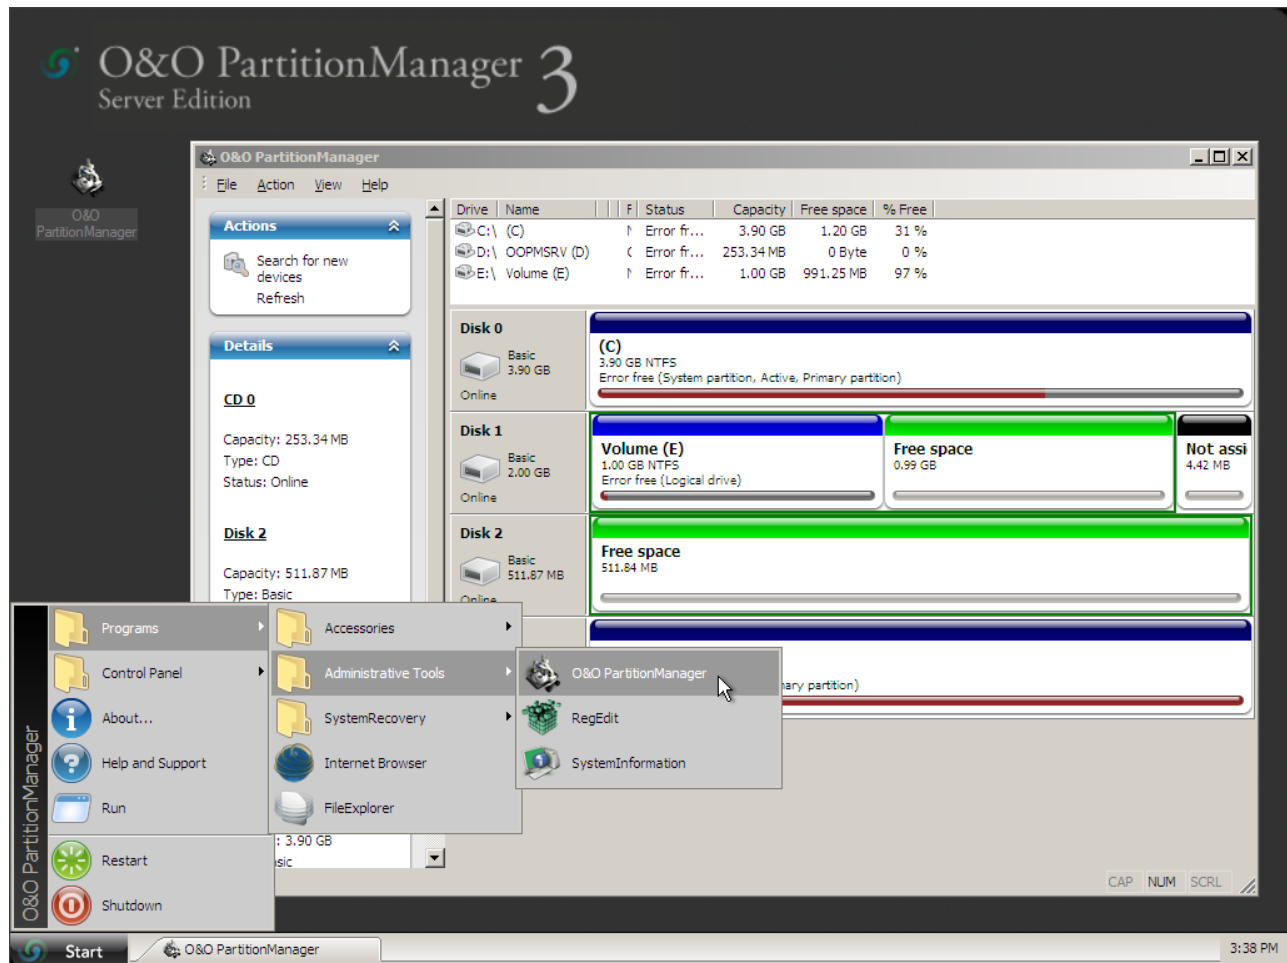 O&O PartitionManager 3
Server Edition
O&O
PartitionManager
O&O PartitionManager
File Action View Help
Actions
Search for new
devices
Refresh
Details
CD 0
Capacity: 253.34 MB
Type: CD
Status: Online
Disk 2
Capacity: 511.87 MB
Type: Basic
: 3.90 GB
sic
Drive Name F Status Capacity Free space % Free
C:\ (C) Error fr... 3.90 GB 1.20 GB 31 %
D:\ OOPMSRV (D) Error fr... 253.34 MB 0 Byte 0 %
E:\ Volume (E) Error fr... 1.00 GB 991.25 MB 97 %
Disk 0
Basic
3.90 GB
Online
(C)
3.90 GB NTFS
Error free (System partition, Active, Primary partition)
Disk 1
Basic
2.00 GB
Online
Volume (E)
1.00 GB NTFS
Error free (Logical drive)
Free space
0.99 GB
Not assi
4.42 MB
Disk 2
Basic
511.87 MB
Online
Free space
511.84 MB
ary partition)
O&O PartitionManager
Programs
Control Panel
About...
Help and Support
Run
Restart
Shutdown
Accessories
Administrative Tools
SystemRecovery
Internet Browser
FileExplorer
O&O PartitionManager
RegEdit
SystemInformation
CAP NUM SCRL
Start
O&O PartitionManager
3:38 PM